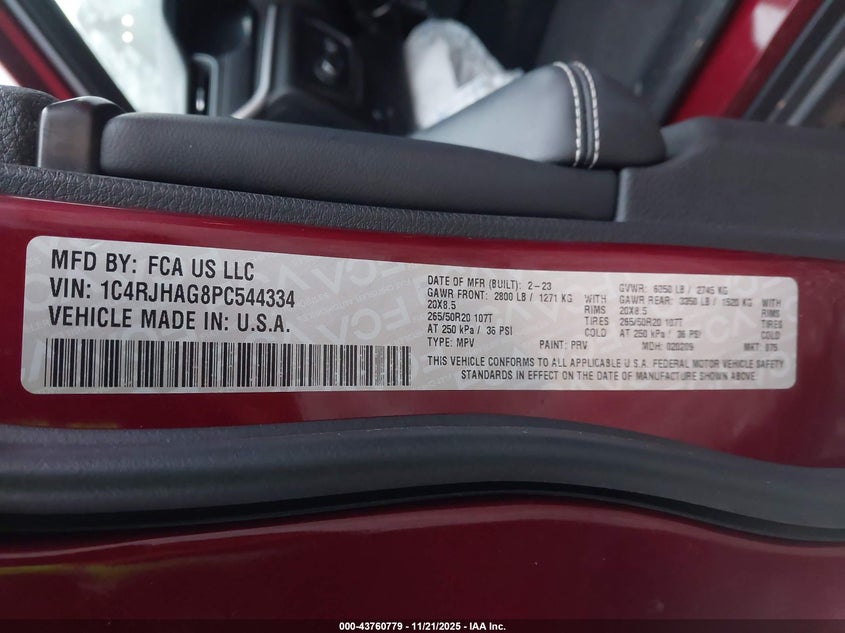 MFD BY: FCA US LLC
VIN: 1C4RJHAG8PC544334
VEHICLE MADE IN: U.S.A.
DATE OF MFR (BUILT): 2-23 GVWR: 6050 LB / 2745 KG
GAWR FRONT: 2800 LB / 1271 KG WITH GAWR REAR: 3350 LB / 1520 KG WITH
20X8.5 RIMS 20X8.5 RIMS
265/50R20 107T TIRES 265/50R20 107T TIRES
AT 250 kPa / 36 PSI COLD AT 250 kPa / 36 PSI COLD
TYPE: MPV PAINT: PRV MDH: 020209 MKT: 875
THIS VEHICLE CONFORMS TO ALL APPLICABLE U.S.A. FEDERAL MOTOR VEHICLE SAFETY
STANDARDS IN EFFECT ON THE DATE OF MANUFACTURE SHOWN ABOVE
000-43760779 - 11/21/2025 - IAA Inc.